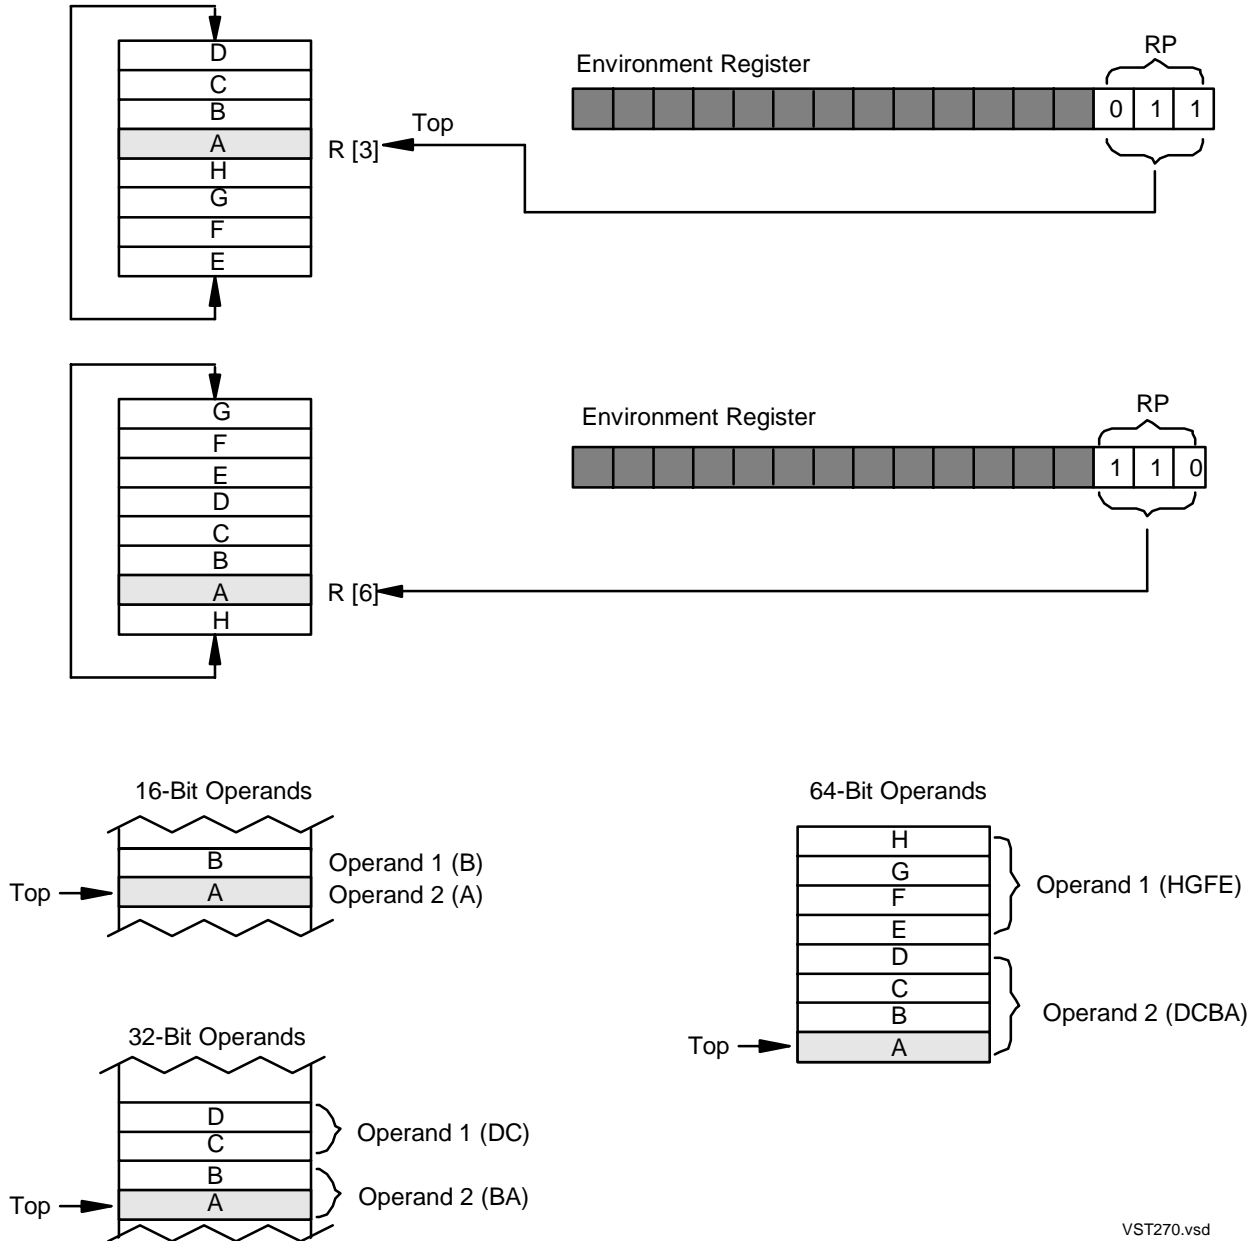 D
C
B
A
H
G
F
E
R [3]
Top
Environment Register
RP
0 1 1
G
F
E
D
C
B
A
H
R [6]
Environment Register
RP
1 1 0
16-Bit Operands
B
A
Top
Operand 1 (B)
Operand 2 (A)
32-Bit Operands
D
C
B
A
Top
Operand 1 (DC)
Operand 2 (BA)
64-Bit Operands
H
G
F
E
D
C
B
A
Top
Operand 1 (HGFE)
Operand 2 (DCBA)
VST270.vsd